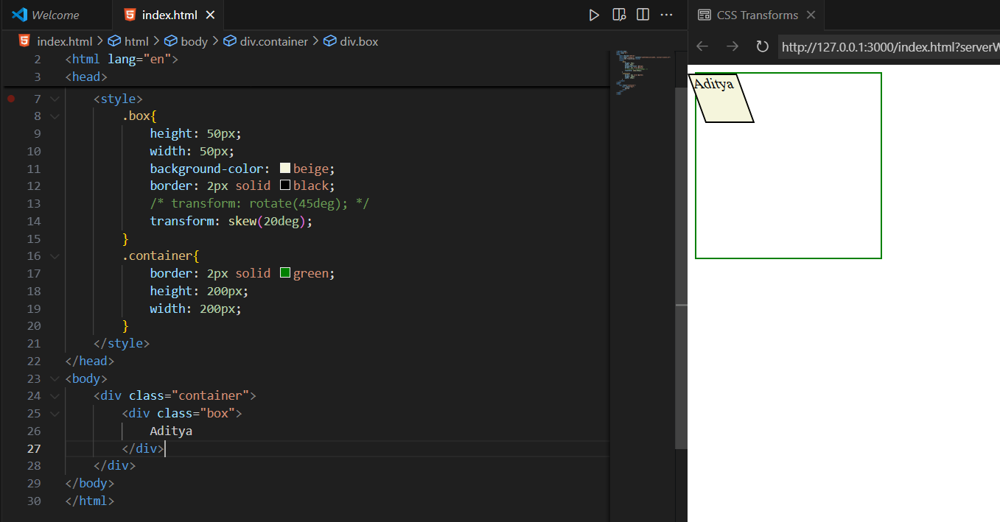 Welcome
index.html
CSS Transforms
index.html > html > body > div.container > div.box
http://127.0.0.1:3000/index.html?serverW
2 <html lang="en">
3 <head>
7 <style>
8 .box{
9 height: 50px;
10 width: 50px;
11 background-color: beige;
12 border: 2px solid black;
13 /* transform: rotate(45deg); */
14 transform: skew(20deg);
15 }
16 .container{
17 border: 2px solid green;
18 height: 200px;
19 width: 200px;
20 }
21 </style>
22 </head>
23 <body>
24 <div class="container">
25 <div class="box">
26 Aditya
27 </div>
28 </div>
29 </body>
30 </html>
Aditya